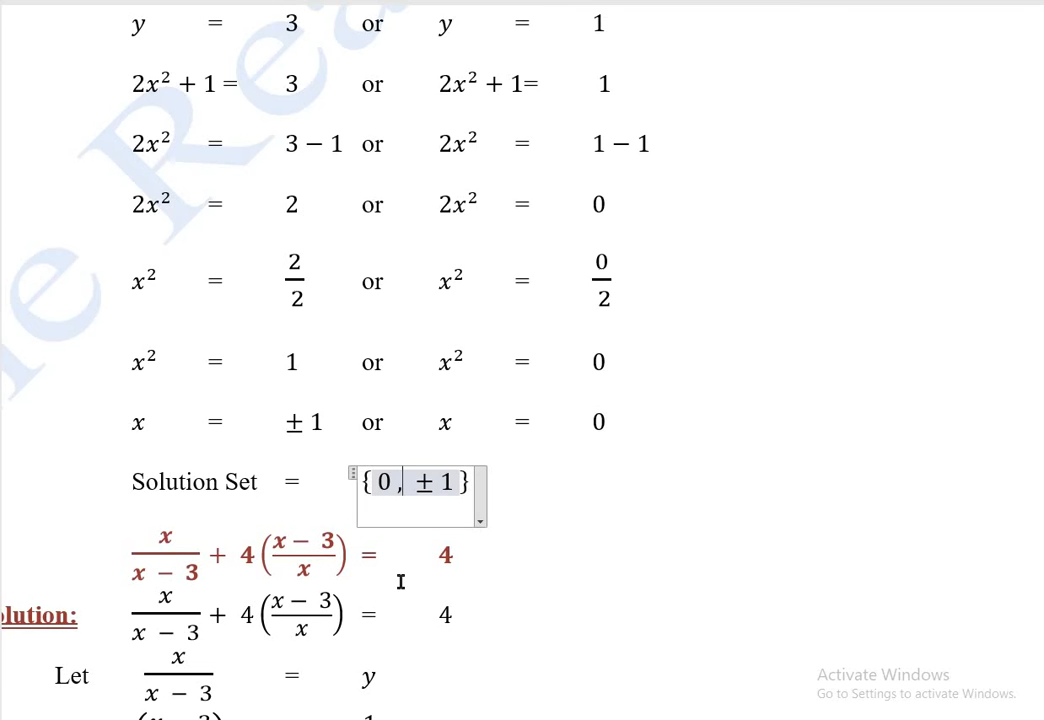 y = 3 or y = 1
2x² + 1 = 3 or 2x² + 1= 1
2x² = 3 − 1 or 2x² = 1 − 1
2x² = 2 or 2x² = 0
x² = 2/2 or x² = 0/2
x² = 1 or x² = 0
x = ± 1 or x = 0
Solution Set = { 0 , ± 1 }
x/(x − 3) + 4 ((x − 3)/x) = 4
lution: x/(x − 3) + 4 ((x − 3)/x) = 4
Let x/(x − 3) = y
Activate Windows
Go to Settings to activate Windows.